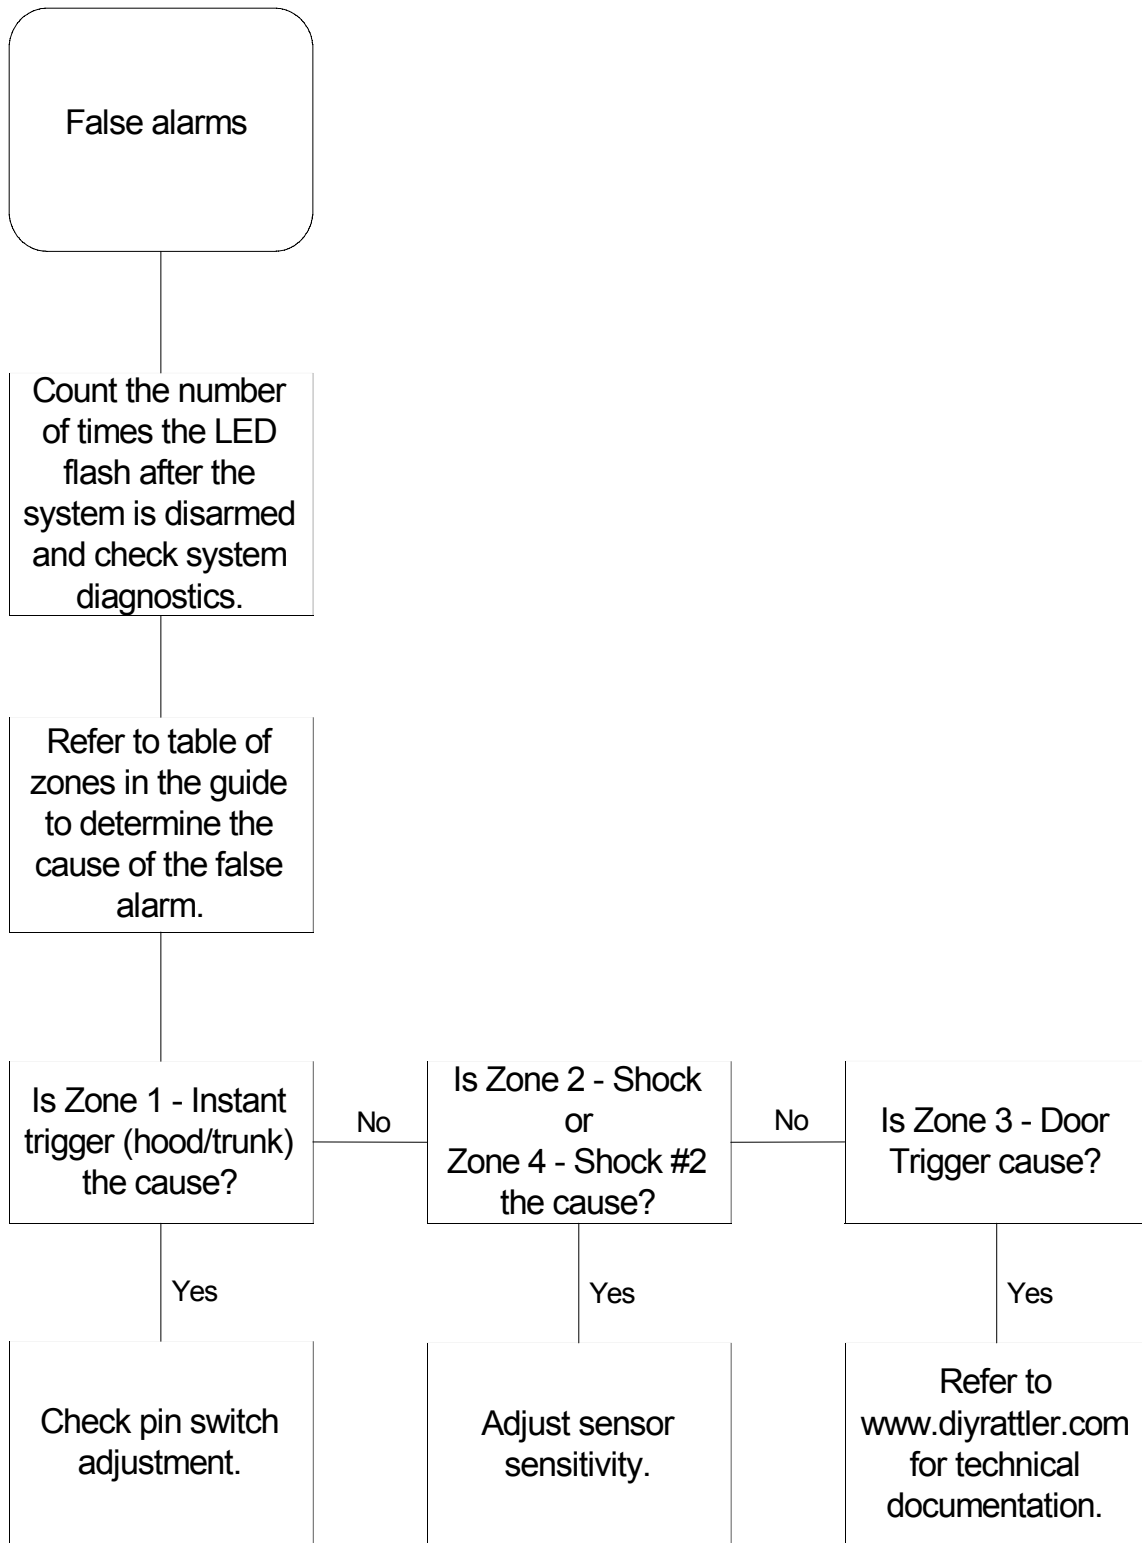 False alarms
Count the number
of times the LED
flash after the
system is disarmed
and check system
diagnostics.
Refer to table of
zones in the guide
to determine the
cause of the false
alarm.
Is Zone 1 - Instant
trigger (hood/trunk)
the cause?
No
Is Zone 2 - Shock
or
Zone 4 - Shock #2
the cause?
No
Is Zone 3 - Door
Trigger cause?
Yes
Yes
Yes
Check pin switch
adjustment.
Adjust sensor
sensitivity.
Refer to
www.diyrattler.com
for technical
documentation.